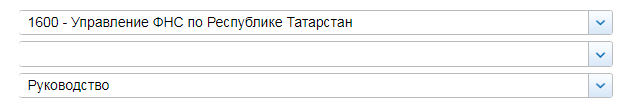 1600 - Управление ФНС по Республике Татарстан
Руководство